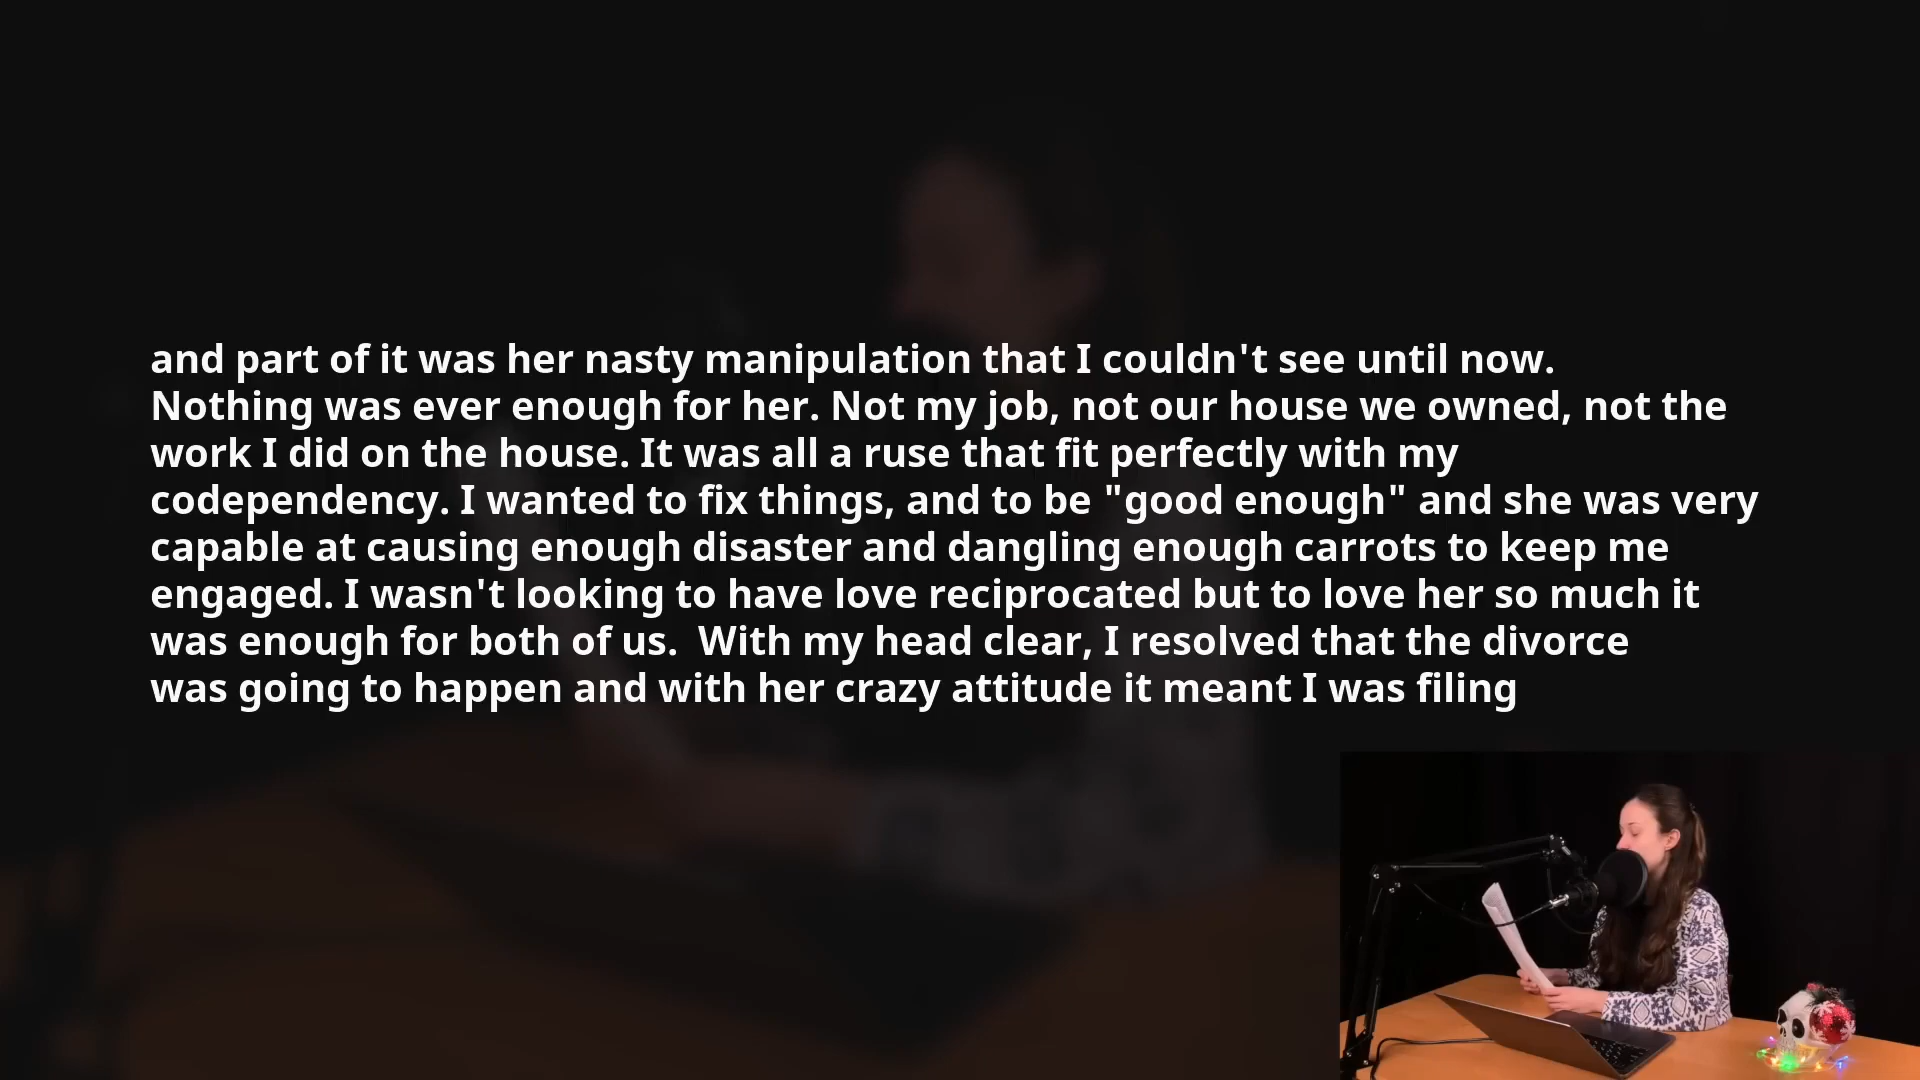 and part of it was her nasty manipulation that I couldn't see until now.
Nothing was ever enough for her. Not my job, not our house we owned, not the
work I did on the house. It was all a ruse that fit perfectly with my
codependency. I wanted to fix things, and to be "good enough" and she was very
capable at causing enough disaster and dangling enough carrots to keep me
engaged. I wasn't looking to have love reciprocated but to love her so much it
was enough for both of us.  With my head clear, I resolved that the divorce
was going to happen and with her crazy attitude it meant I was filing